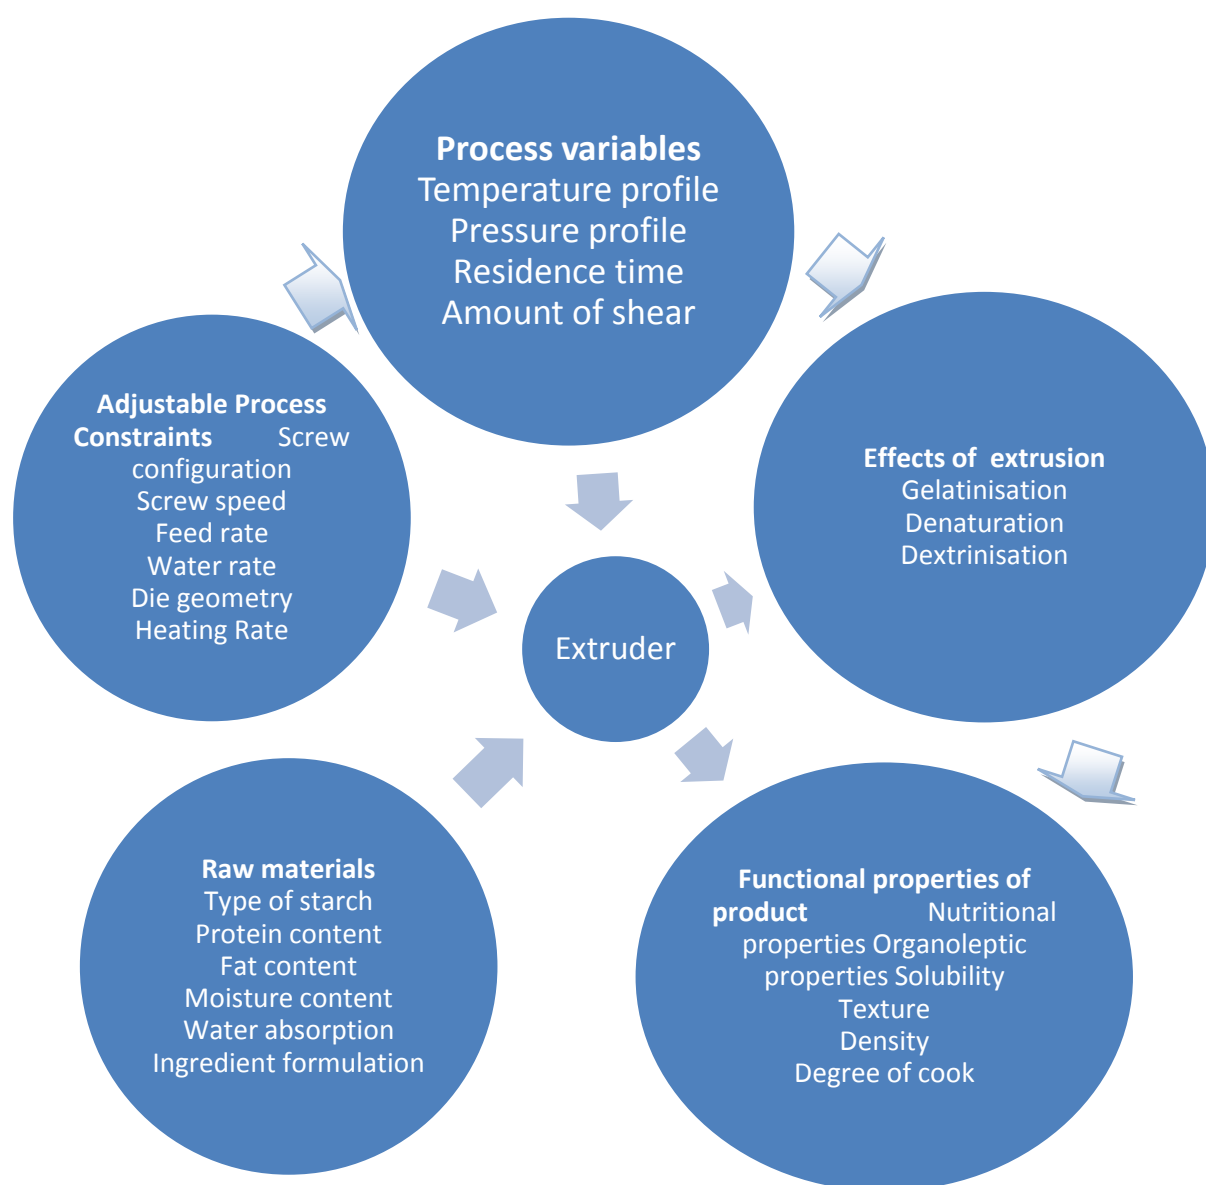 Process variables
Temperature profile
Pressure profile
Residence time
Amount of shear
Adjustable Process
Constraints Screw
configuration
Screw speed
Feed rate
Water rate
Die geometry
Heating Rate
Effects of extrusion
Gelatinisation
Denaturation
Dextrinisation
Extruder
Raw materials
Type of starch
Protein content
Fat content
Moisture content
Water absorption
Ingredient formulation
Functional properties of
product Nutritional
properties Organoleptic
properties Solubility
Texture
Density
Degree of cook